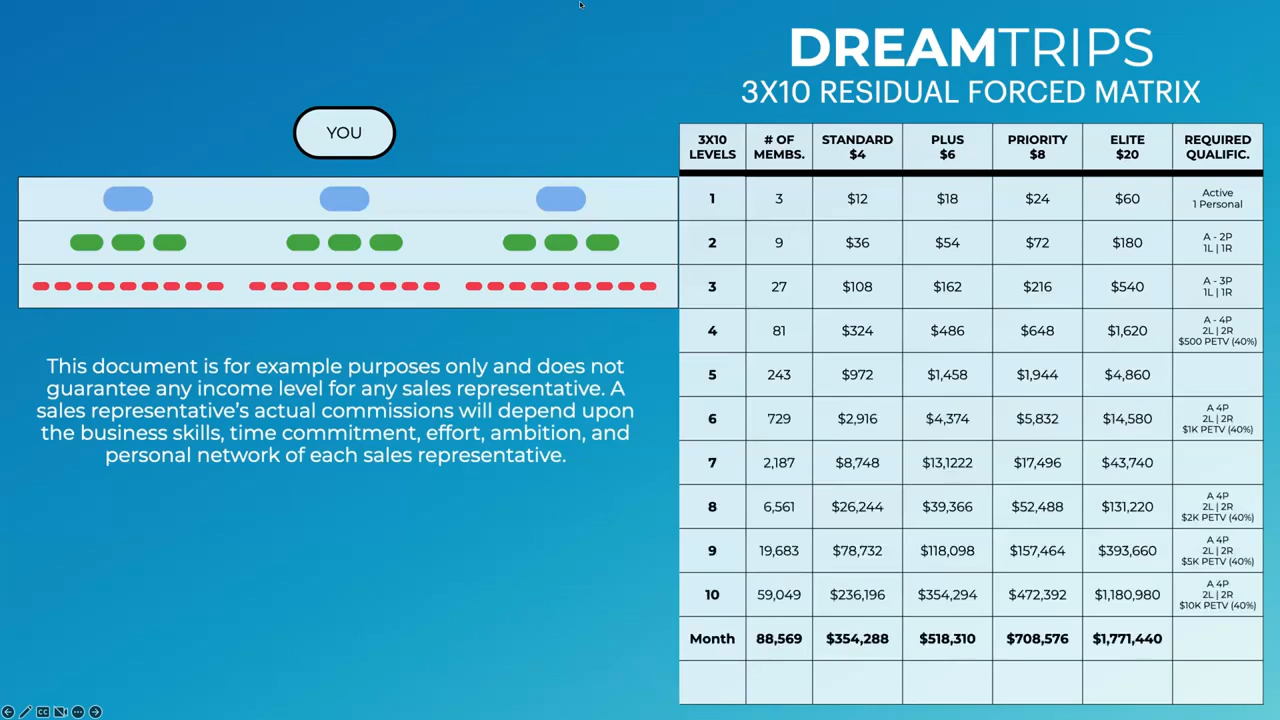 DREAMTRIPS
3X10 RESIDUAL FORCED MATRIX
YOU
This document is for example purposes only and does not
guarantee any income level for any sales representative. A
sales representative's actual commissions will depend upon
the business skills, time commitment, effort, ambition, and
personal network of each sales representative.
3X10 LEVELS | # OF MEMBS. | STANDARD $4 | PLUS $6 | PRIORITY $8 | ELITE $20 | REQUIRED QUALIFIC.
1 | 3 | $12 | $18 | $24 | $60 | Active 1 Personal
2 | 9 | $36 | $54 | $72 | $180 | A - 2P 1L | 1R
3 | 27 | $108 | $162 | $216 | $540 | A - 3P 1L | 1R
4 | 81 | $324 | $486 | $648 | $1,620 | A - 4P 2L | 2R $500 PETV (40%)
5 | 243 | $972 | $1,458 | $1,944 | $4,860
6 | 729 | $2,916 | $4,374 | $5,832 | $14,580 | A 4P 2L | 2R $1K PETV (40%)
7 | 2,187 | $8,748 | $13,1222 | $17,496 | $43,740
8 | 6,561 | $26,244 | $39,366 | $52,488 | $131,220 | A 4P 2L | 2R $2K PETV (40%)
9 | 19,683 | $78,732 | $118,098 | $157,464 | $393,660 | A 4P 2L | 2R $5K PETV (40%)
10 | 59,049 | $236,196 | $354,294 | $472,392 | $1,180,980 | A 4P 2L | 2R $10K PETV (40%)
Month | 88,569 | $354,288 | $518,310 | $708,576 | $1,771,440